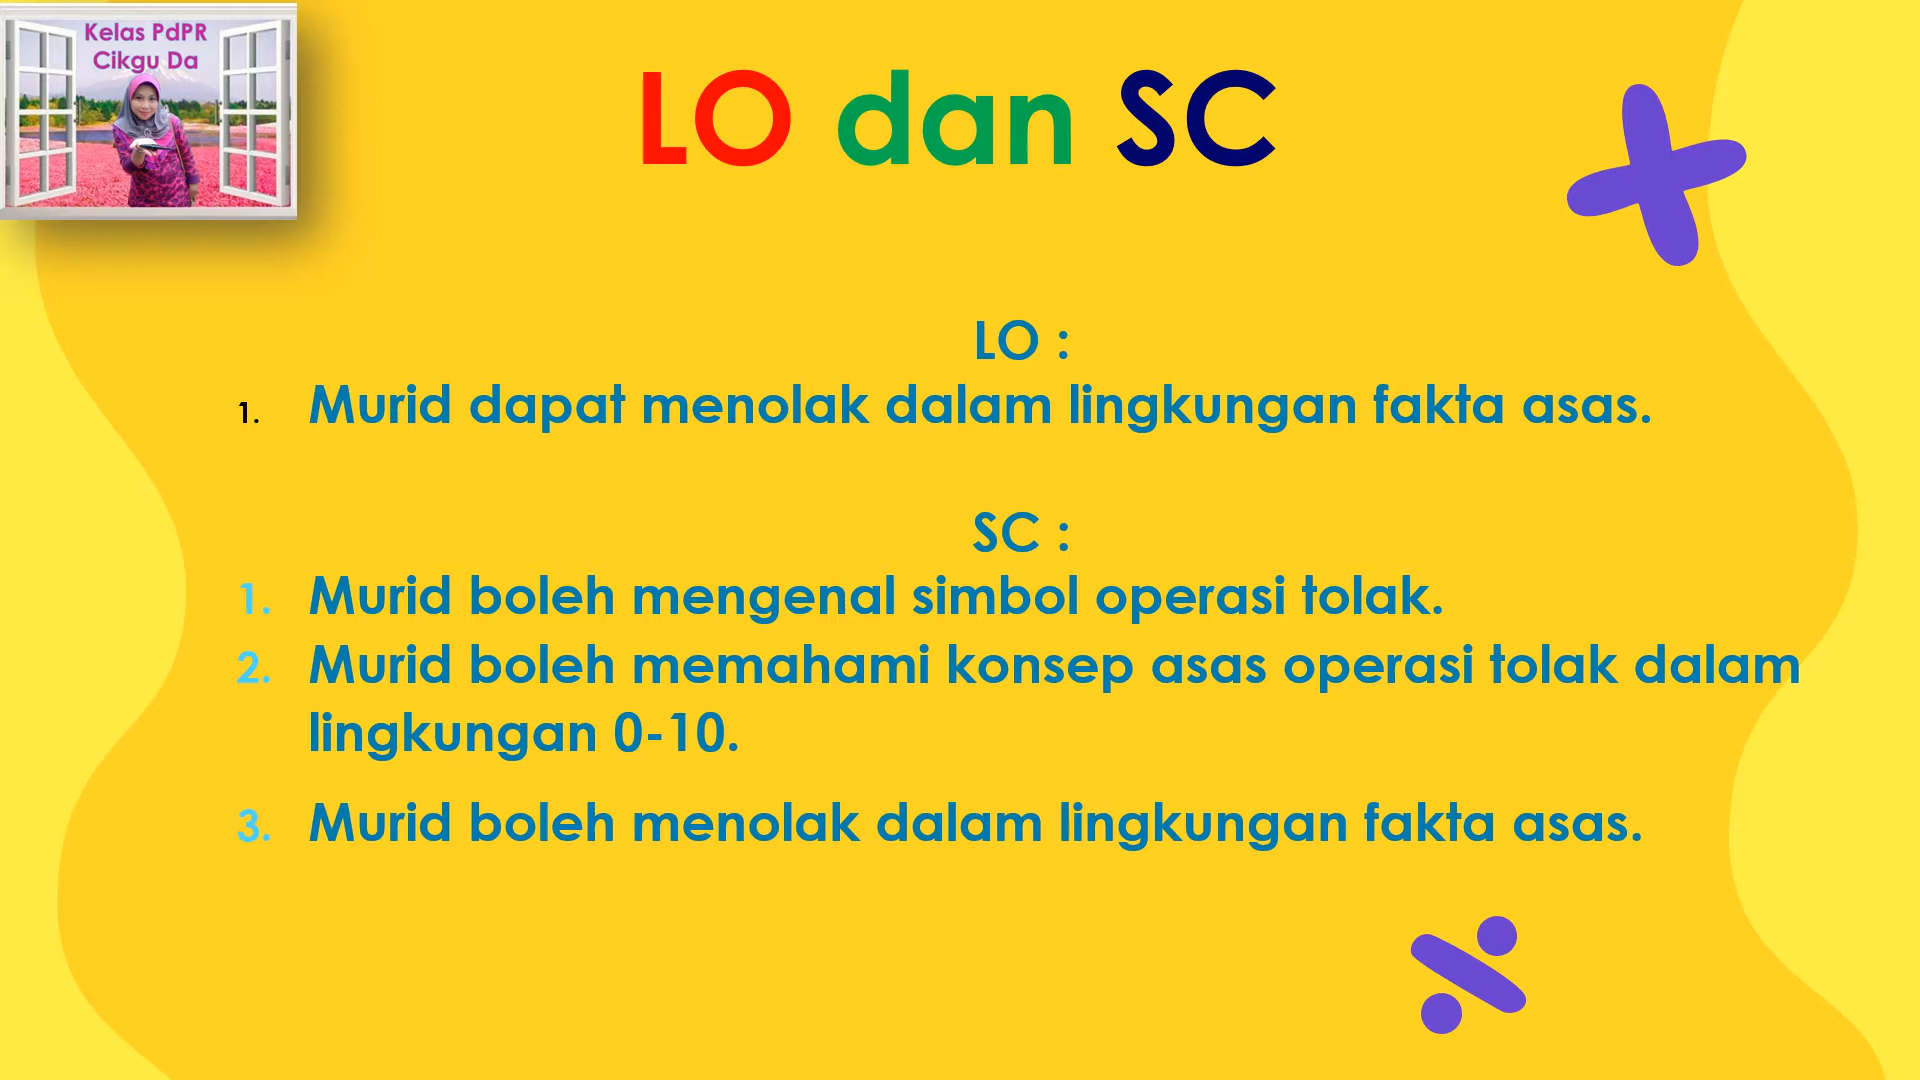 Kelas PdPR
Cikgu Da
LO dan SC
LO :
1. Murid dapat menolak dalam lingkungan fakta asas.
SC :
1. Murid boleh mengenal simbol operasi tolak.
2. Murid boleh memahami konsep asas operasi tolak dalam
lingkungan 0-10.
3. Murid boleh menolak dalam lingkungan fakta asas.